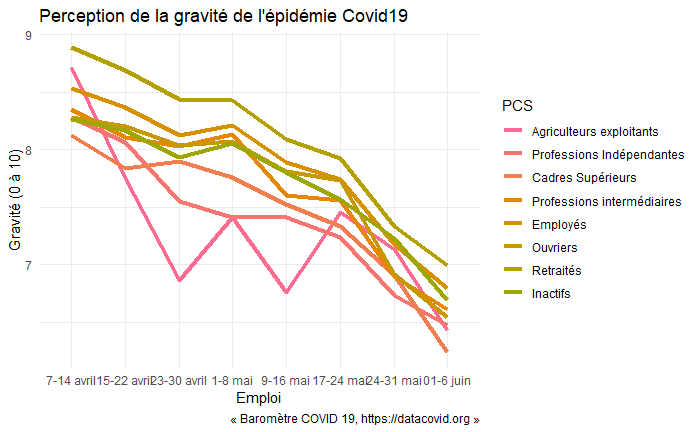 Perception de la gravité de l'épidémie Covid19
9
8
7
Gravité (0 à 10)
7-14 avril 15-22 avril 23-30 avril 1-8 mai 9-16 mai 17-24 mai 24-31 mai 01-6 juin
Emploi
« Baromètre COVID 19, https://datacovid.org »
PCS
Agriculteurs exploitants
Professions Indépendantes
Cadres Supérieurs
Professions intermédiaires
Employés
Ouvriers
Retraités
Inactifs